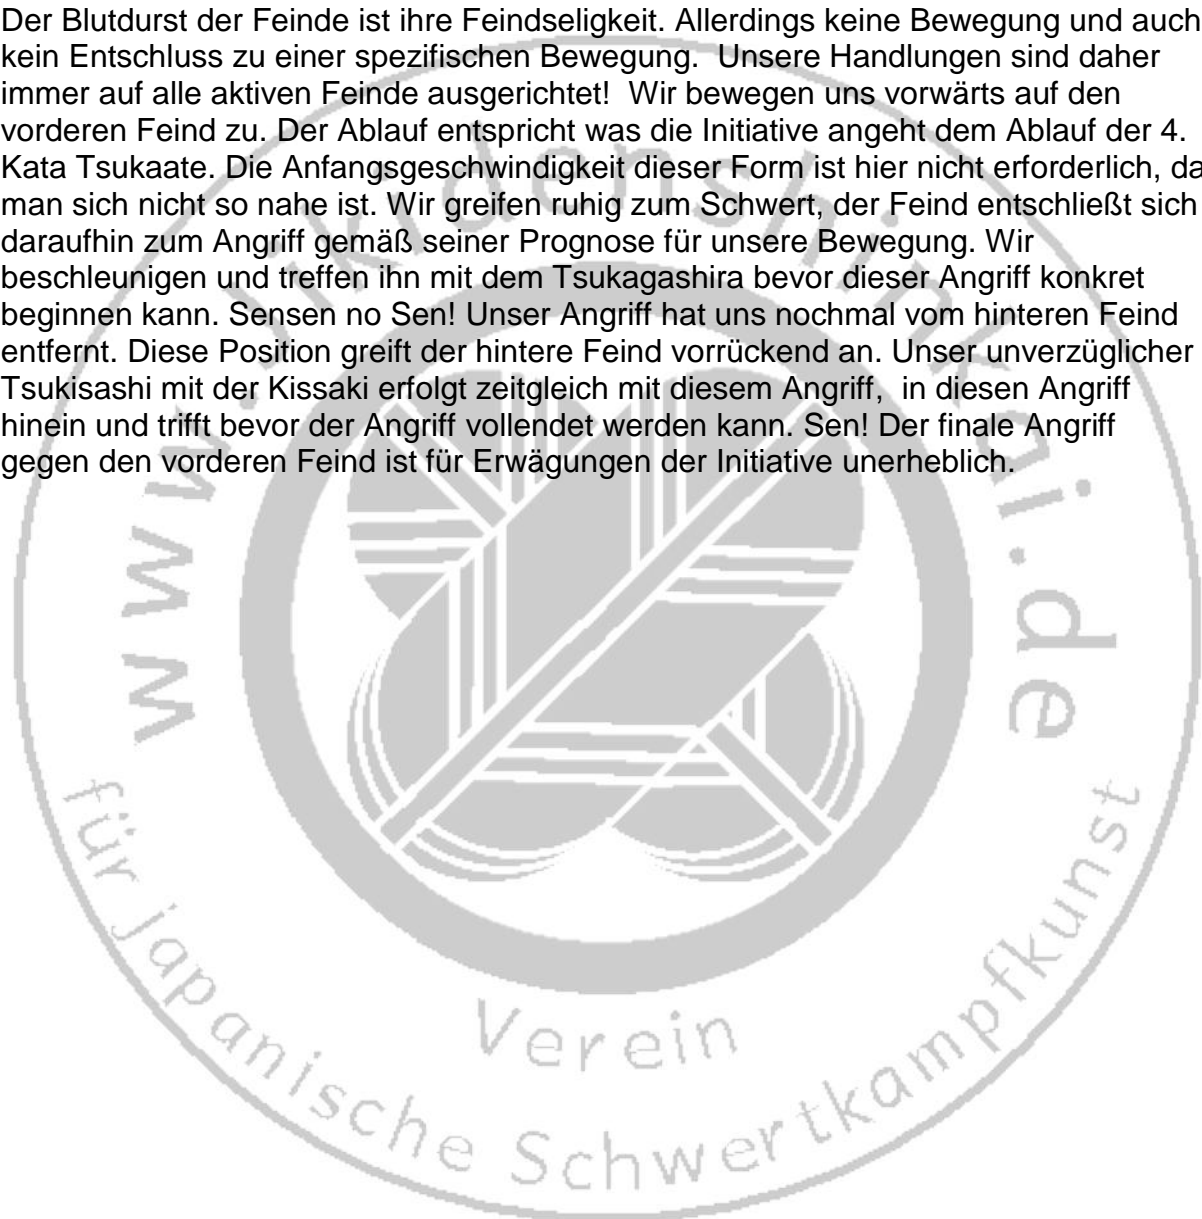 Der Blutdurst der Feinde ist ihre Feindseligkeit. Allerdings keine Bewegung und auch
kein Entschluss zu einer spezifischen Bewegung.  Unsere Handlungen sind daher
immer auf alle aktiven Feinde ausgerichtet!  Wir bewegen uns vorwärts auf den
vorderen Feind zu. Der Ablauf entspricht was die Initiative angeht dem Ablauf der 4.
Kata Tsukaate. Die Anfangsgeschwindigkeit dieser Form ist hier nicht erforderlich, da
man sich nicht so nahe ist. Wir greifen ruhig zum Schwert, der Feind entschließt sich
daraufhin zum Angriff gemäß seiner Prognose für unsere Bewegung. Wir
beschleunigen und treffen ihn mit dem Tsukagashira bevor dieser Angriff konkret
beginnen kann. Sensen no Sen! Unser Angriff hat uns nochmal vom hinteren Feind
entfernt. Diese Position greift der hintere Feind vorrückend an. Unser unverzüglicher
Tsukisashi mit der Kissaki erfolgt zeitgleich mit diesem Angriff,  in diesen Angriff
hinein und trifft bevor der Angriff vollendet werden kann. Sen! Der finale Angriff
gegen den vorderen Feind ist für Erwägungen der Initiative unerheblich.
www.jikidenshinkai.de
Verein
für japanische Schwertkampfkunst